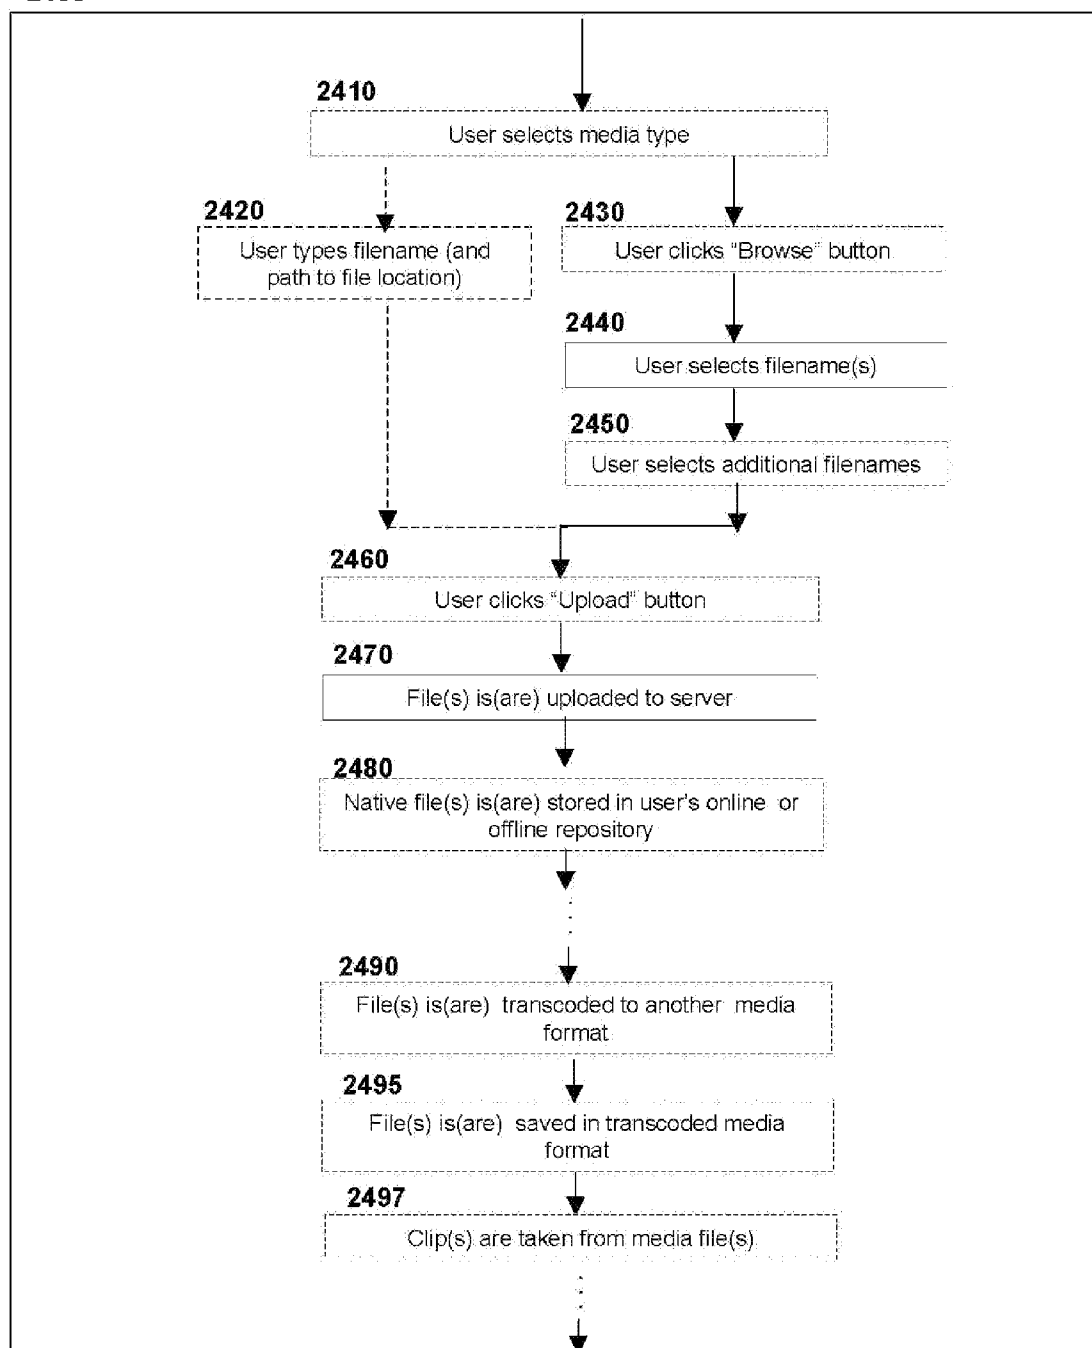 2410
User selects media type
2420
User types filename (and
path to file location)
2430
User clicks "Browse" button
2440
User selects filename(s)
2450
User selects additional filenames
2460
User clicks "Upload" button
2470
File(s) is(are) uploaded to server
2480
Native file(s) is(are) stored in user's online or
offline repository
2490
File(s) is(are) transcoded to another media
format
2495
File(s) is(are) saved in transcoded media
format
2497
Clip(s) are taken from media file(s)